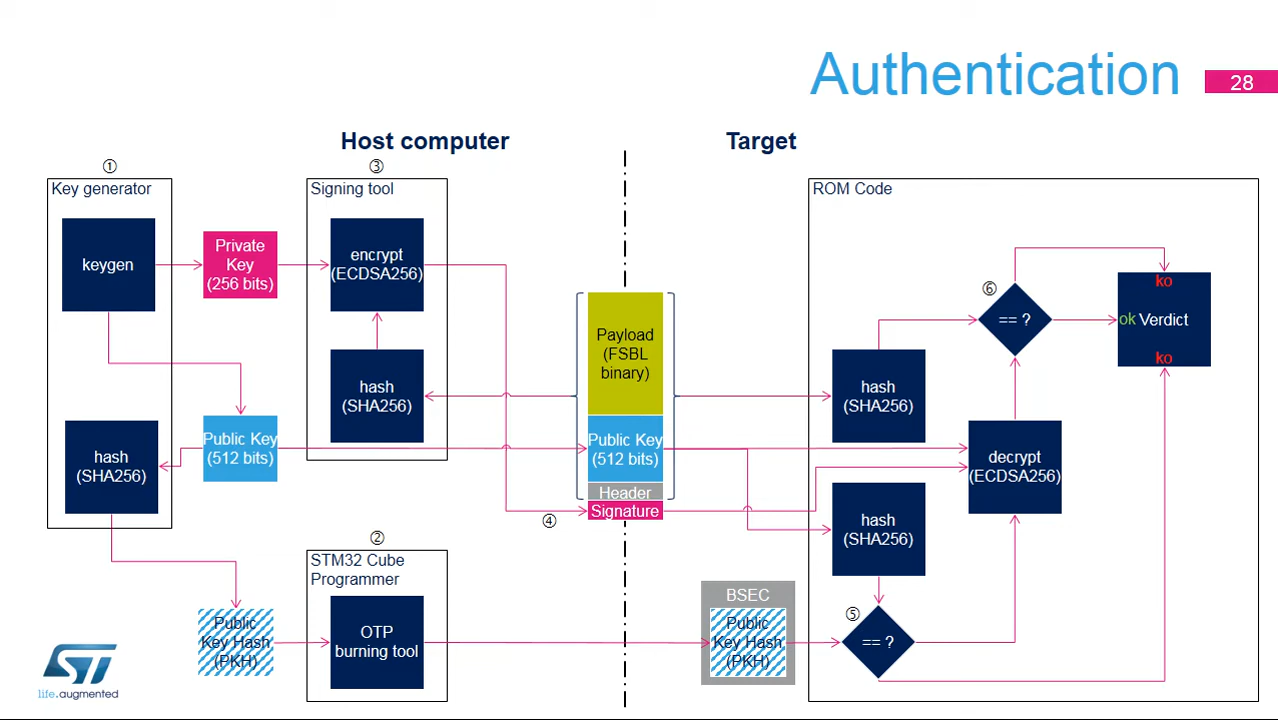 Authentication
28
Host computer
Target
①
Key generator
keygen
Private
Key
(256 bits)
③
Signing tool
encrypt
(ECDSA256)
hash
(SHA256)
hash
(SHA256)
Public Key
(512 bits)
Public
Key Hash
(PKH)
②
STM32 Cube
Programmer
OTP
burning tool
④
Payload
(FSBL
binary)
Public Key
(512 bits)
Header
Signature
BSEC
Public
Key Hash
(PKH)
ROM Code
hash
(SHA256)
hash
(SHA256)
⑤
== ?
decrypt
(ECDSA256)
⑥
== ?
ko
ok Verdict
ko
ST
life.augmented